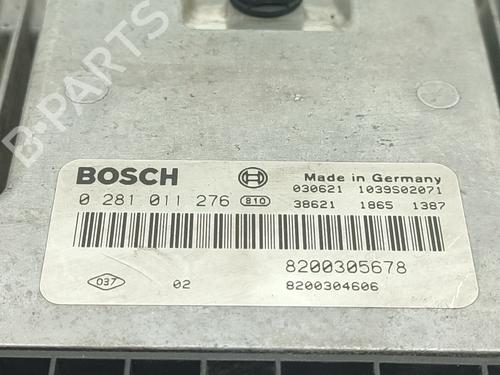 B-PARTS
BOSCH
Made in Germany
030621 1039S02071
0 281 011 276 810
38621 1865 1387
8200305678
037 02 8200304606